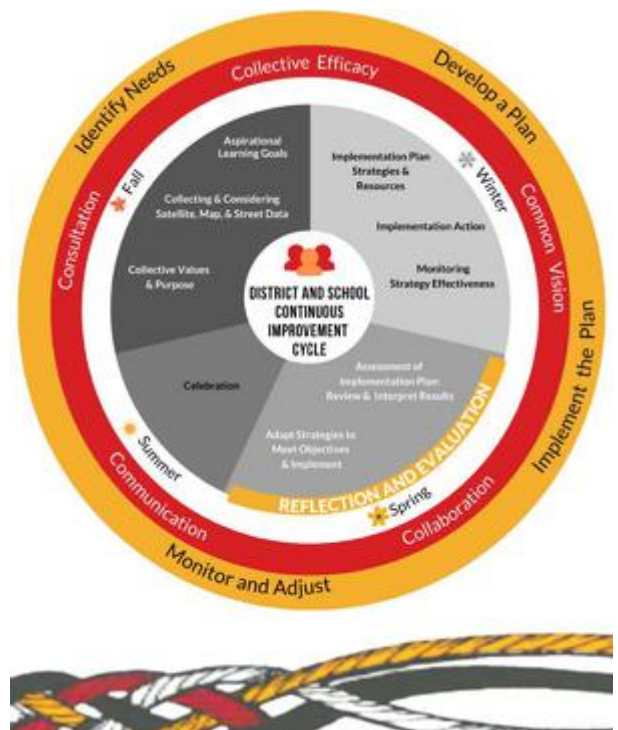 Identify Needs
Develop a Plan
Implement the Plan
Monitor and Adjust
Collective Efficacy
Common Vision
Collaboration
Communication
Consultation
Fall
Winter
Spring
Summer
Aspirational
Learning Goals
Collecting & Considering
Satellite, Map, & Street Data
Collective Values
& Purpose
Implementation Plan
Strategies &
Resources
Implementation Action
Monitoring
Strategy Effectiveness
DISTRICT AND SCHOOL
CONTINUOUS
IMPROVEMENT
CYCLE
Assessment of
Implementation Plan:
Review & Interpret Results
Adapt Strategies to
Meet Objectives
& Implement
REFLECTION AND EVALUATION
Celebration